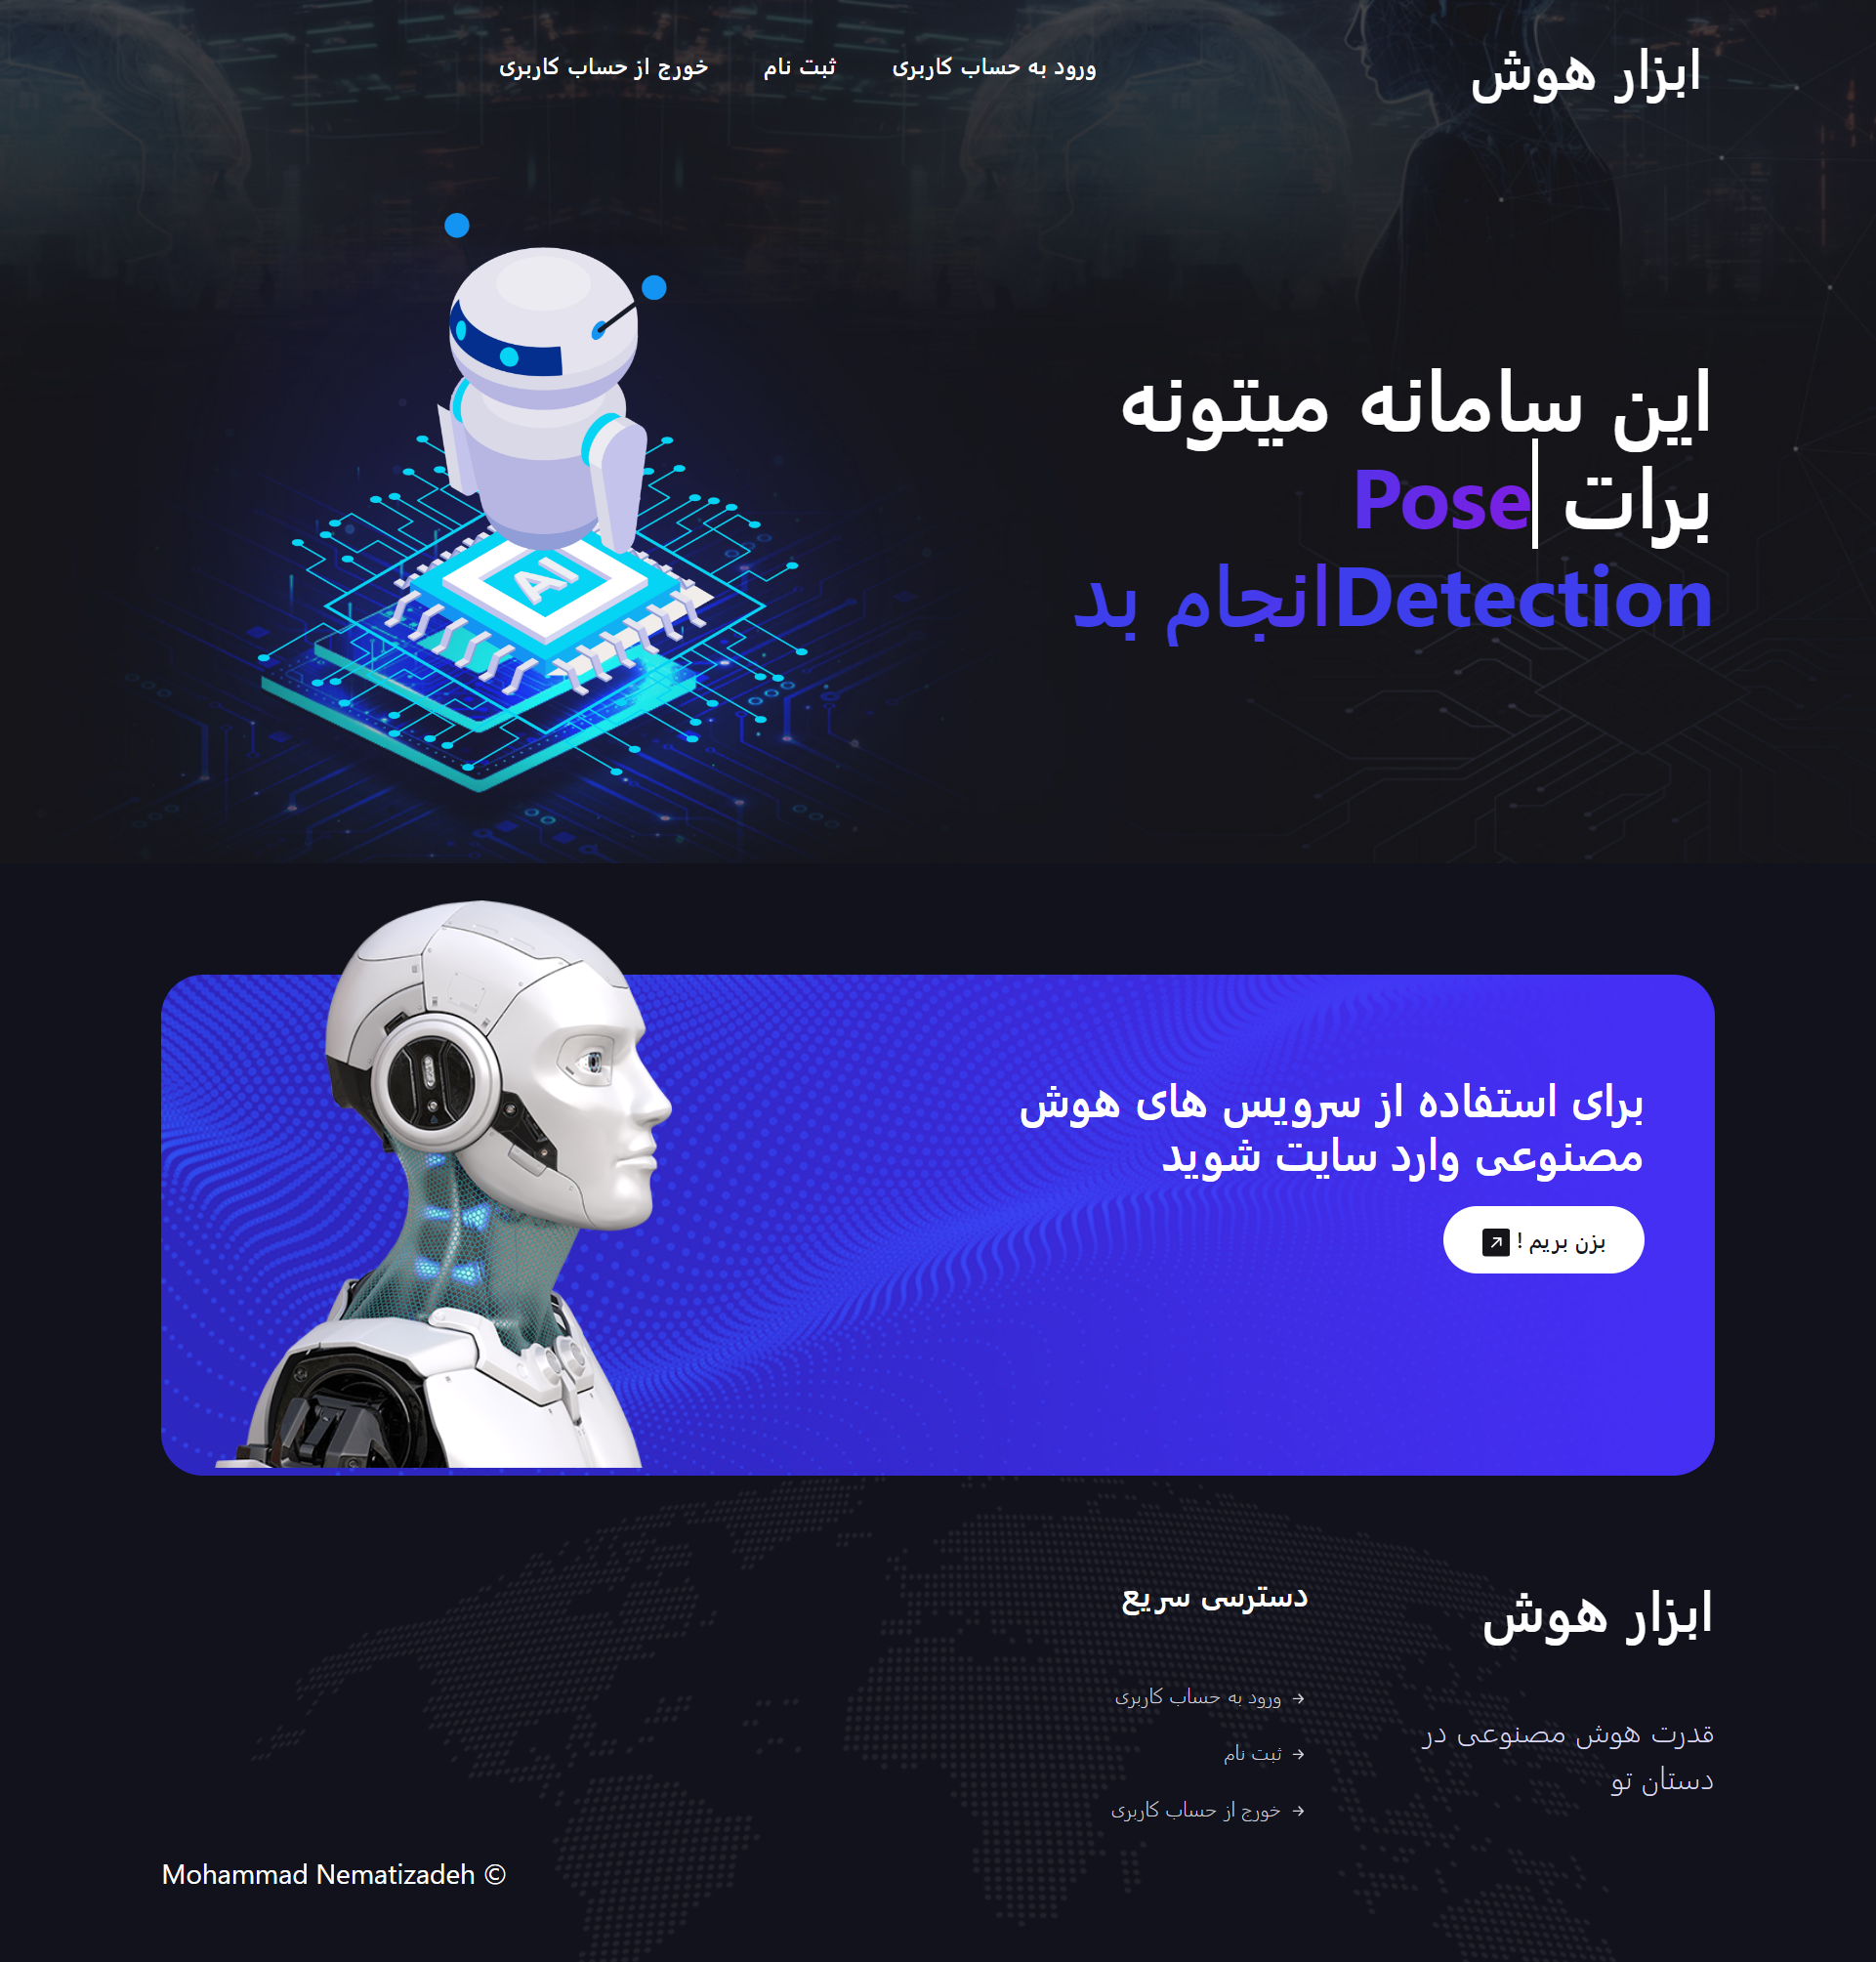 ابزار هوش
ورود به حساب کاربری
ثبت نام
خورج از حساب کاربری
این سامانه میتونه
برات Pose
Detectionانجام بد
AI
برای استفاده از سرویس های هوش
مصنوعی وارد سایت شوید
بزن بریم !
ابزار هوش
قدرت هوش مصنوعی در
دستان تو
دسترسی سریع
ورود به حساب کاربری
ثبت نام
خورج از حساب کاربری
Mohammad Nematizadeh ©